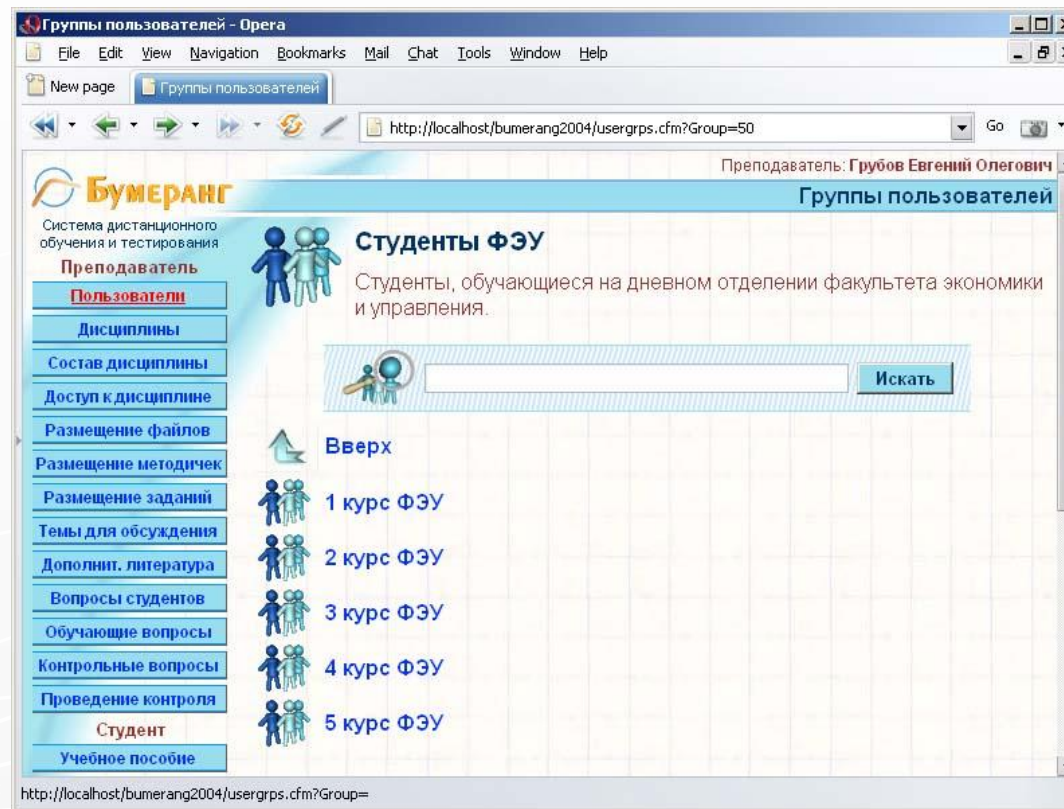 Группы пользователей - Opera
File Edit View Navigation Bookmarks Mail Chat Tools Window Help
New page Группы пользователей
http://localhost/bumerang2004/usergrps.cfm?Group=50 Go
Преподаватель: Грубов Евгений Олегович
Бумеранг
Группы пользователей
Система дистанционного
обучения и тестирования
Преподаватель
Пользователи
Дисциплины
Состав дисциплины
Доступ к дисциплине
Размещение файлов
Размещение методичек
Размещение заданий
Темы для обсуждения
Дополнит. литература
Вопросы студентов
Обучающие вопросы
Контрольные вопросы
Проведение контроля
Студент
Учебное пособие
Студенты ФЭУ
Студенты, обучающиеся на дневном отделении факультета экономики
и управления.
Искать
Вверх
1 курс ФЭУ
2 курс ФЭУ
3 курс ФЭУ
4 курс ФЭУ
5 курс ФЭУ
http://localhost/bumerang2004/usergrps.cfm?Group=